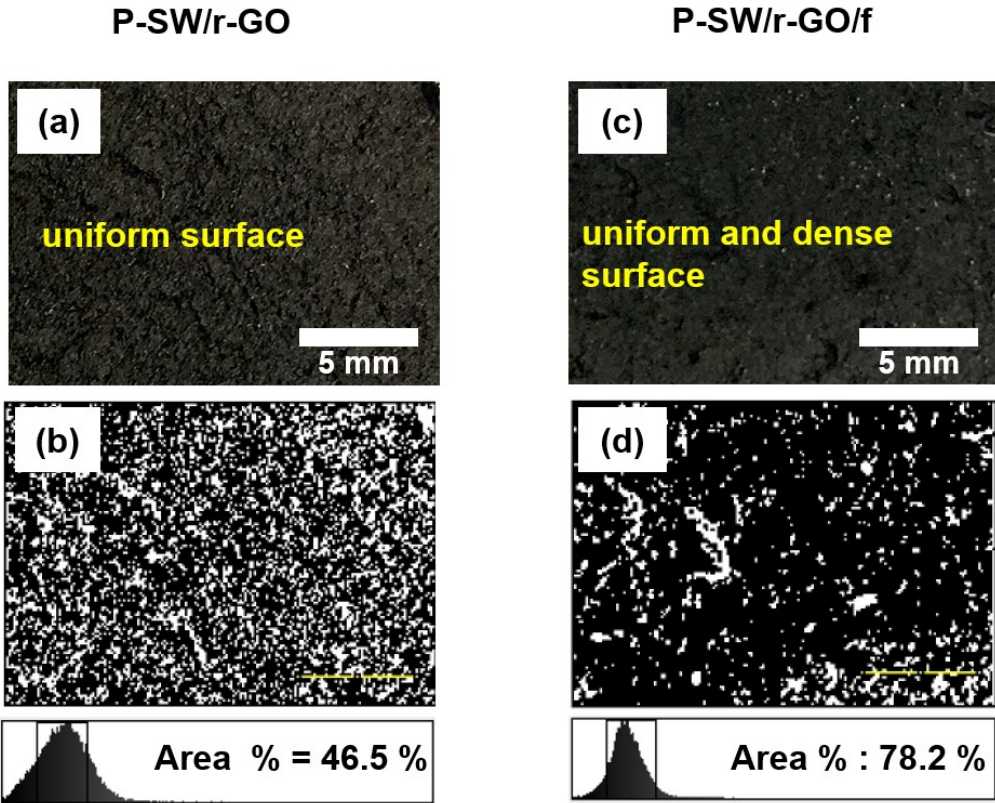 P-SW/r-GO
P-SW/r-GO/f
(a)
uniform surface
5 mm
(c)
uniform and dense
surface
5 mm
(b)
(d)
Area % = 46.5 %
Area % : 78.2 %